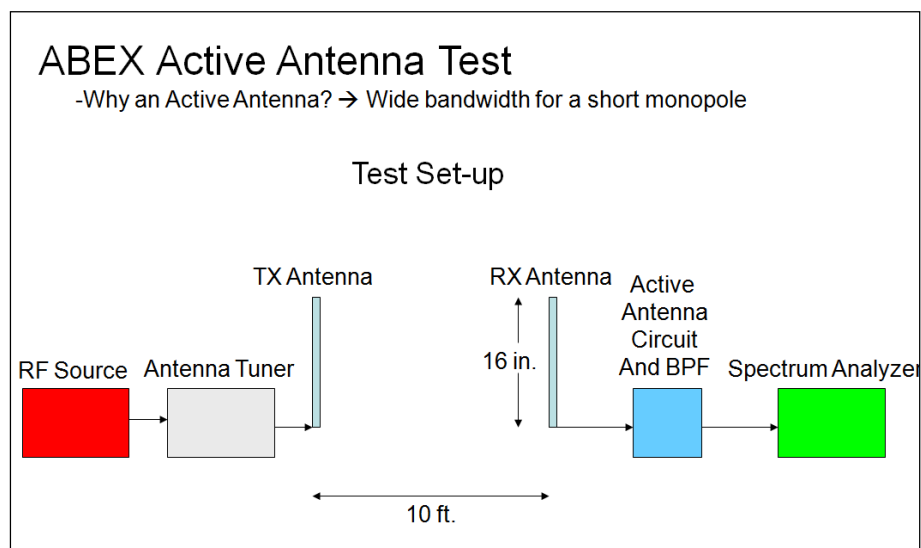 ABEX Active Antenna Test
-Why an Active Antenna? → Wide bandwidth for a short monopole
Test Set-up
TX Antenna
RX Antenna
Active
Antenna
Circuit
And BPF
16 in.
RF Source
Antenna Tuner
Spectrum Analyzer
10 ft.